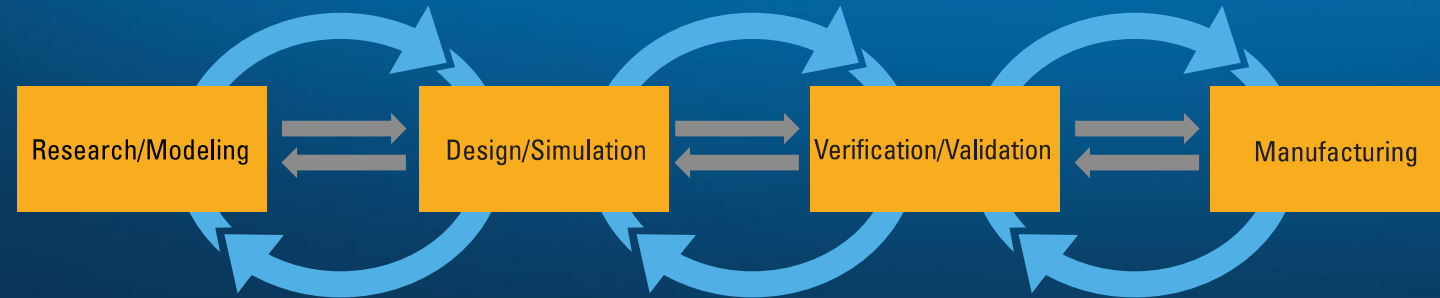 Research/Modeling
Design/Simulation
Verification/Validation
Manufacturing